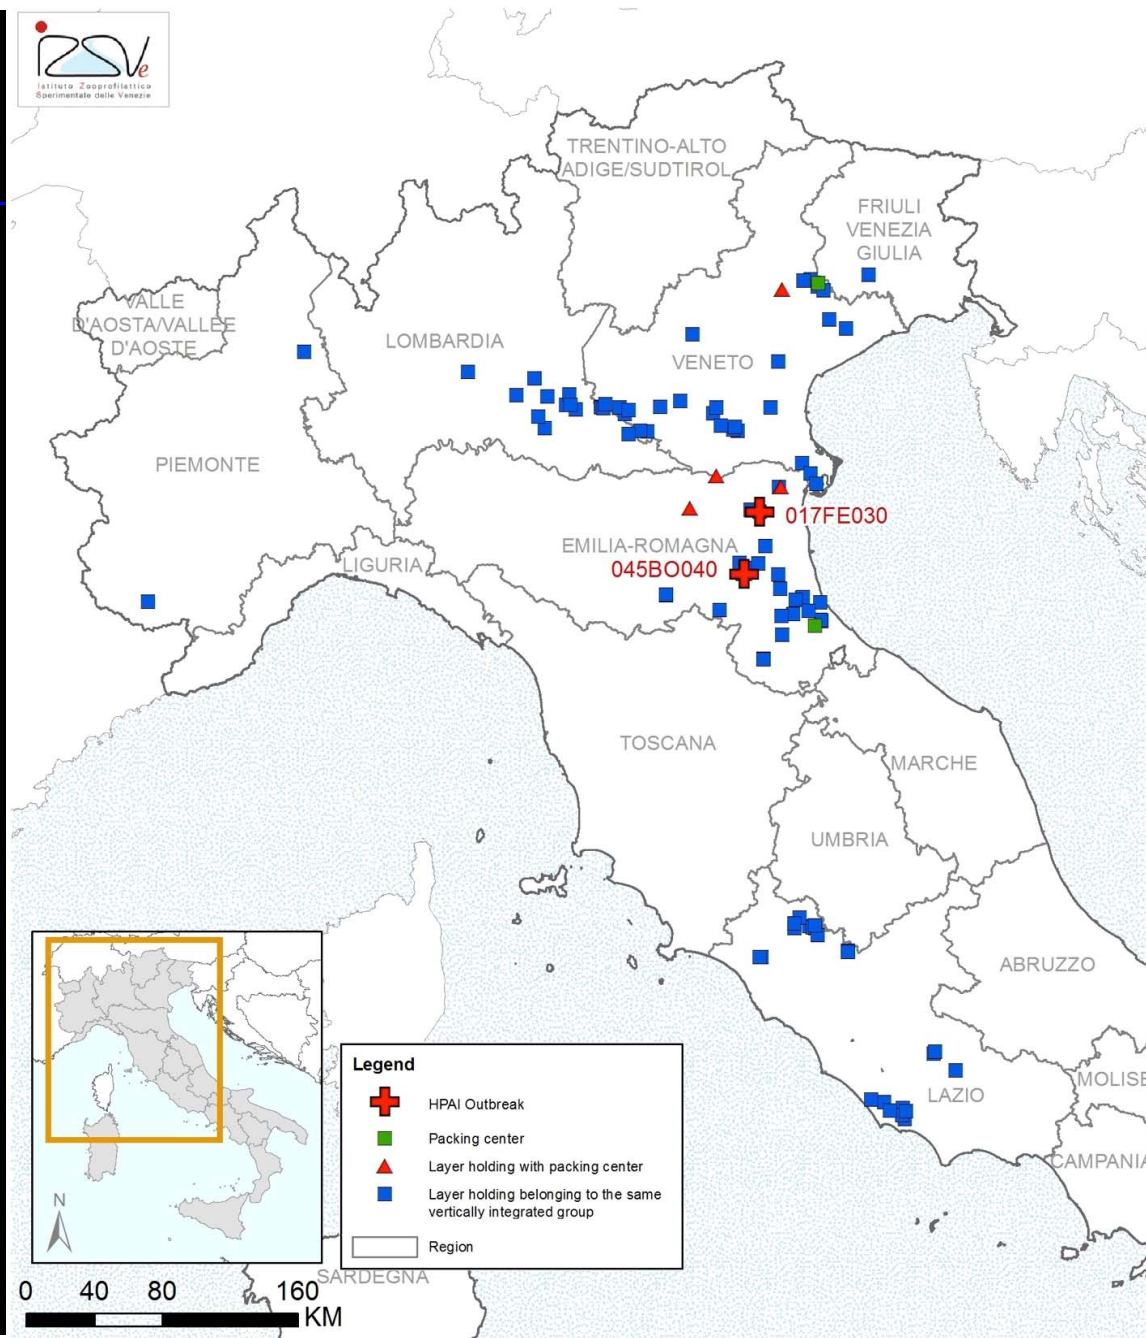 IZSVe
Istituto Zooprofilattico
Sperimentale delle Venezie
TRENTINO-ALTO
ADIGE/SUDTIROL
FRIULI
VENEZIA
GIULIA
VALLE
D'AOSTA/VALLEE
D'AOSTE
LOMBARDIA
VENETO
PIEMONTE
017FE030
EMILIA-ROMAGNA
045BO040
LIGURIA
TOSCANA
MARCHE
UMBRIA
ABRUZZO
LAZIO
MOLISE
CAMPANIA
SARDEGNA
N
Legend
HPAI Outbreak
Packing center
Layer holding with packing center
Layer holding belonging to the same
vertically integrated group
Region
0 40 80 160
KM